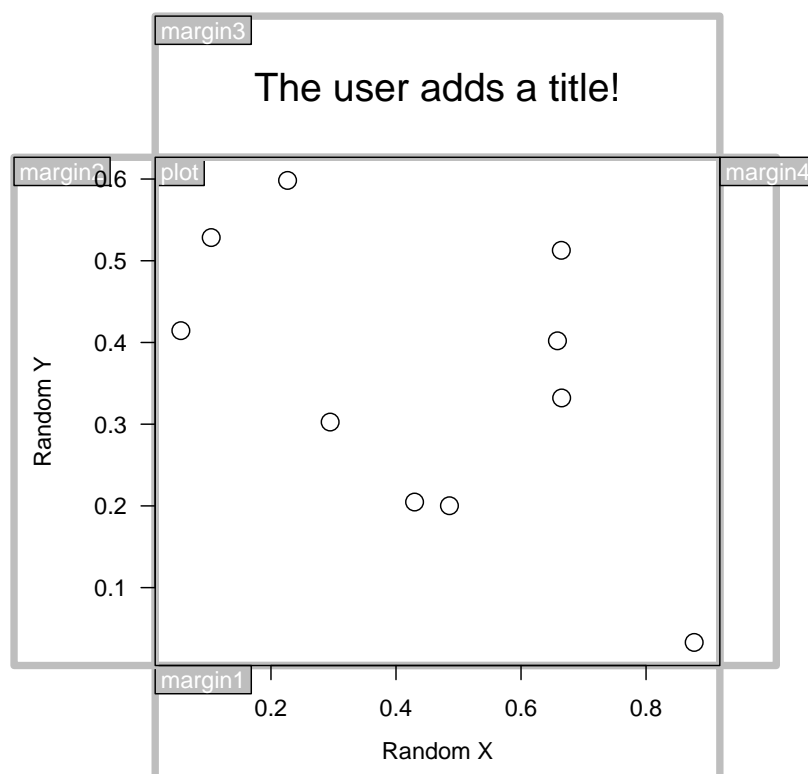 margin3
The user adds a title!
margin2
plot
margin4
0.6
0.5
0.4
0.3
0.2
0.1
Random Y
margin1
0.2 0.4 0.6 0.8
Random X